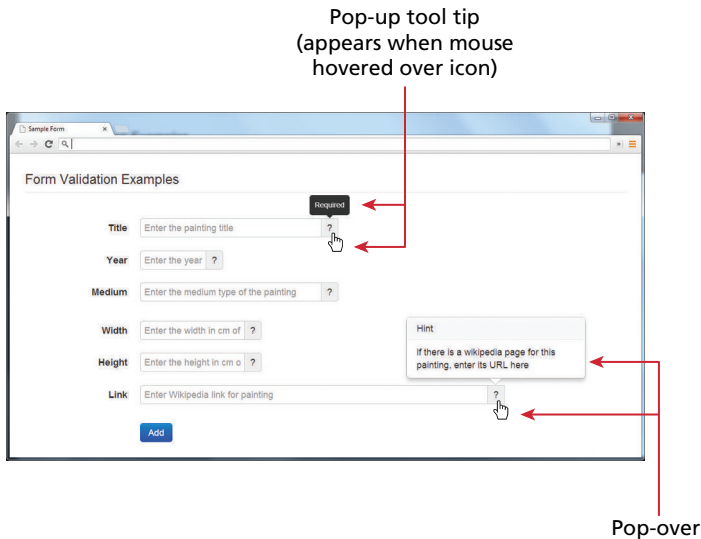 Pop-up tool tip
(appears when mouse
hovered over icon)
Sample Form
Form Validation Examples
Required
Title Enter the painting title ?
Year Enter the year ?
Medium Enter the medium type of the painting ?
Width Enter the width in cm of ?
Hint
If there is a wikipedia page for this
painting, enter its URL here
Height Enter the height in cm o ?
Link Enter Wikipedia link for painting ?
Add
Pop-over